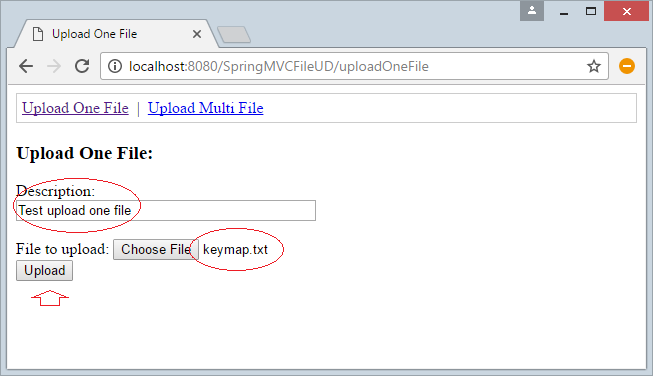 Upload One File
localhost:8080/SpringMVCFileUD/uploadOneFile
Upload One File | Upload Multi File
Upload One File:
Description:
Test upload one file
File to upload: Choose File keymap.txt
Upload